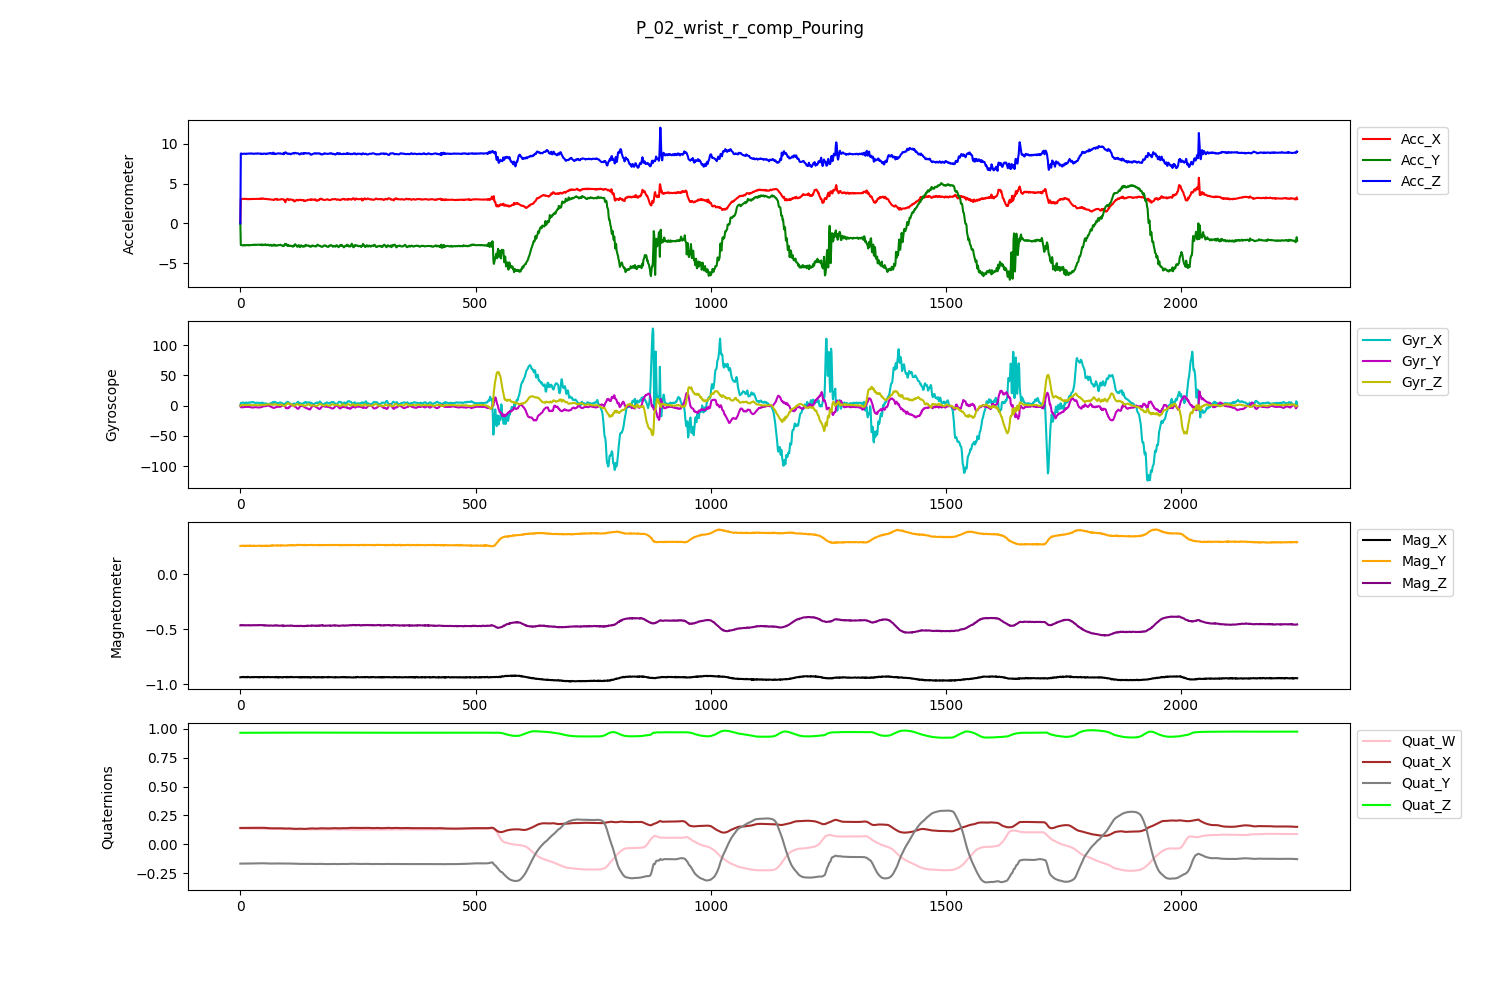 P_02_wrist_r_comp_Pouring
Accelerometer
10
5
0
−5
0 500 1000 1500 2000
Acc_X
Acc_Y
Acc_Z
Gyroscope
100
50
0
−50
−100
0 500 1000 1500 2000
Gyr_X
Gyr_Y
Gyr_Z
Magnetometer
0.0
−0.5
−1.0
0 500 1000 1500 2000
Mag_X
Mag_Y
Mag_Z
Quaternions
1.00
0.75
0.50
0.25
0.00
−0.25
0 500 1000 1500 2000
Quat_W
Quat_X
Quat_Y
Quat_Z